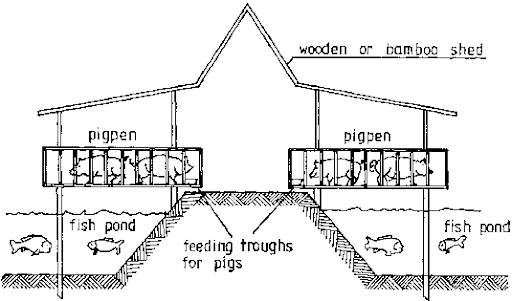 wooden or bamboo shed
pigpen
pigpen
fish pond
fish pond
feeding troughs
for pigs